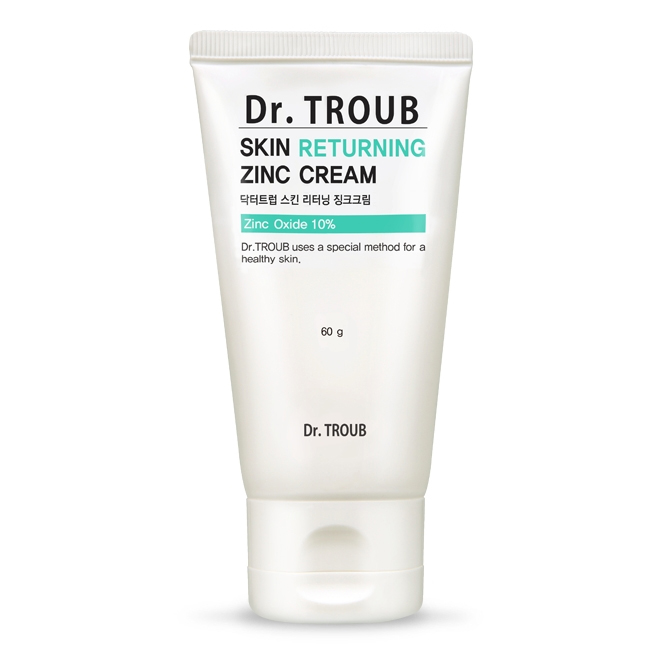 Dr. TROUB
SKIN RETURNING
ZINC CREAM
닥터트럽 스킨 리터닝 징크크림
Zinc Oxide 10%
Dr.TROUB uses a special method for a
healthy skin.
60 g
Dr. TROUB